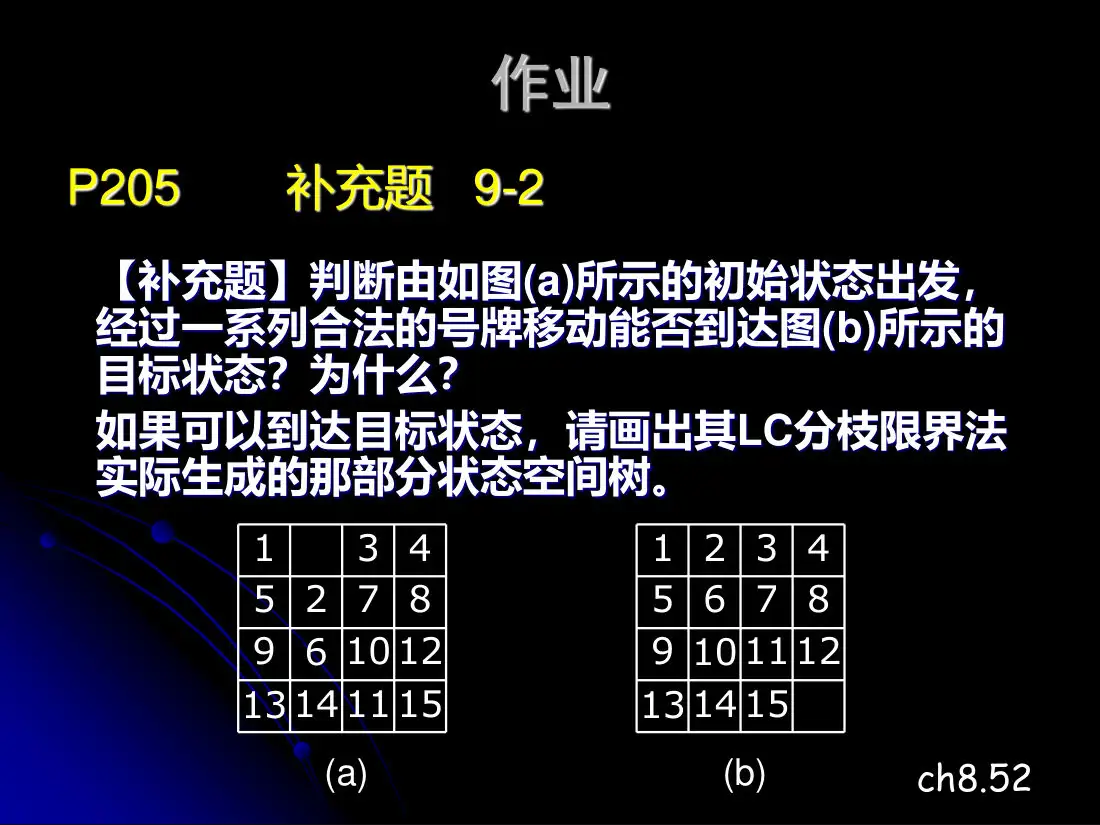 作业
P205 补充题 9-2
【补充题】判断由如图(a)所示的初始状态出发，
经过一系列合法的号牌移动能否到达图(b)所示的
目标状态？为什么？
如果可以到达目标状态，请画出其LC分枝限界法
实际生成的那部分状态空间树。
1 3 4
5 2 7 8
9 6 10 12
13 14 11 15
(a)
1 2 3 4
5 6 7 8
9 10 11 12
13 14 15
(b)
ch8.52